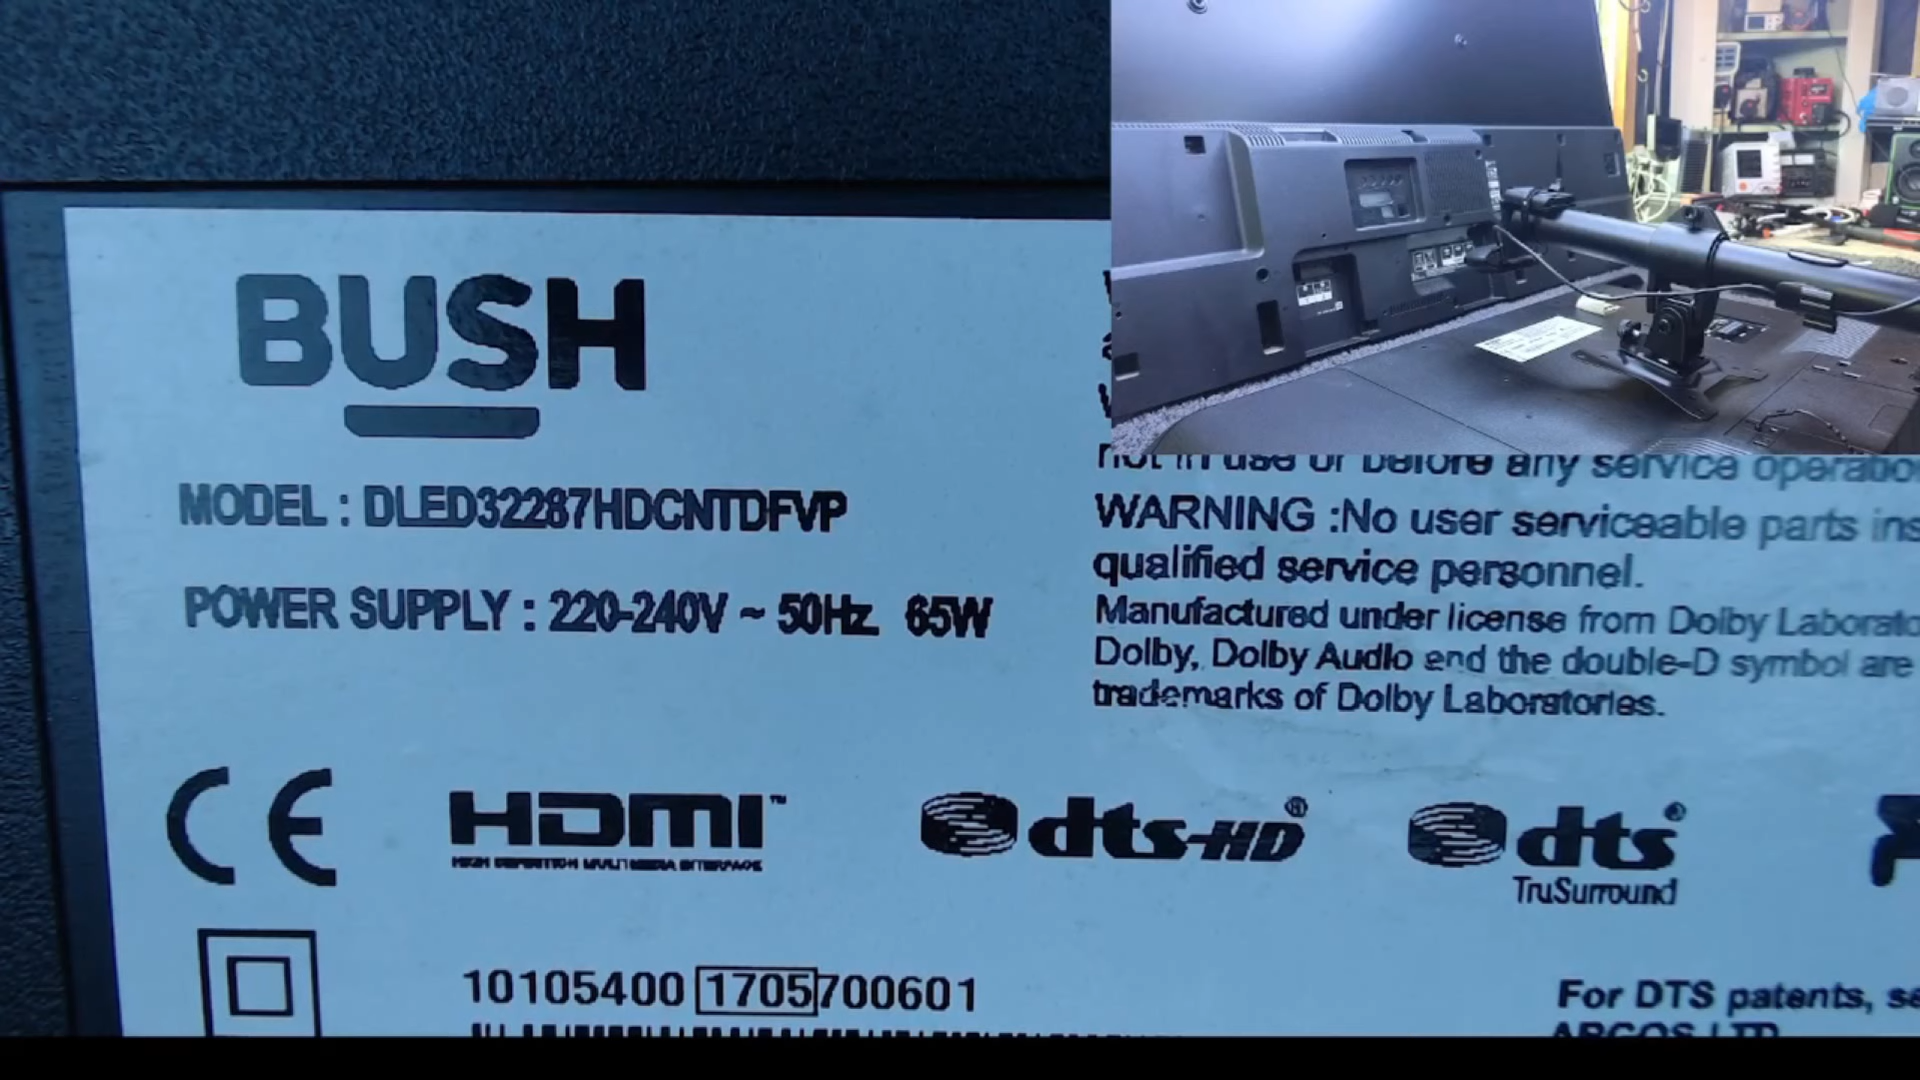 BUSH
MODEL : DLED32287HDCNTDFVP
POWER SUPPLY : 220-240V ~ 50Hz 65W
not in use or before any service operatio
WARNING :No user serviceable parts ins
qualified service personnel.
Manufactured under license from Dolby Laborato
Dolby, Dolby Audio and the double-D symbol are
trademarks of Dolby Laboratories.
CE
HDMI™
HIGH DEFINITION MULTIMEDIA INTERFACE
dts-HD®
dts®
TruSurround
10105400 1705 700601
For DTS patents, se
ARGOS LTD